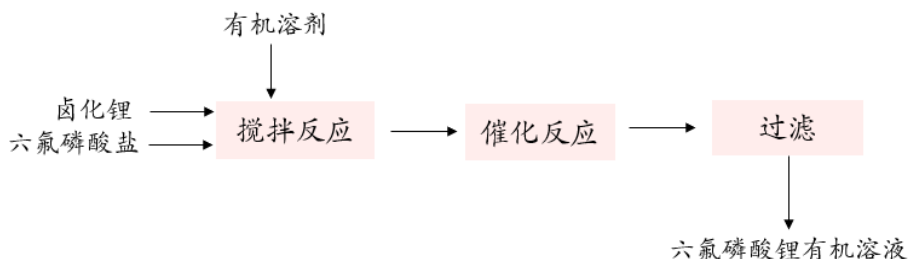 有机溶剂
卤化锂
六氟磷酸盐
搅拌反应
催化反应
过滤
六氟磷酸锂有机溶液